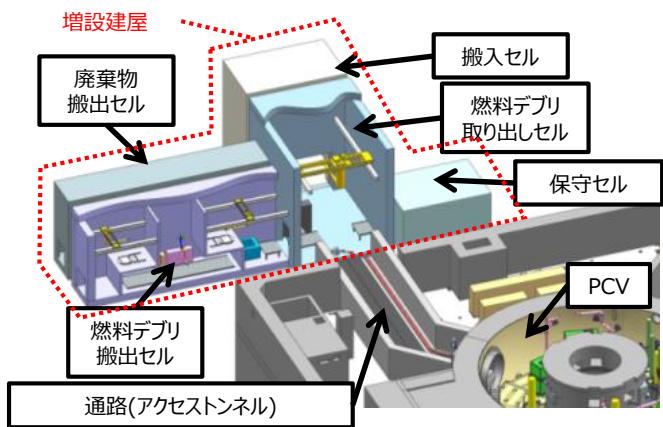 増設建屋
搬入セル
廃棄物
搬出セル
燃料デブリ
取り出しセル
保守セル
PCV
燃料デブリ
搬出セル
通路(アクセストンネル)